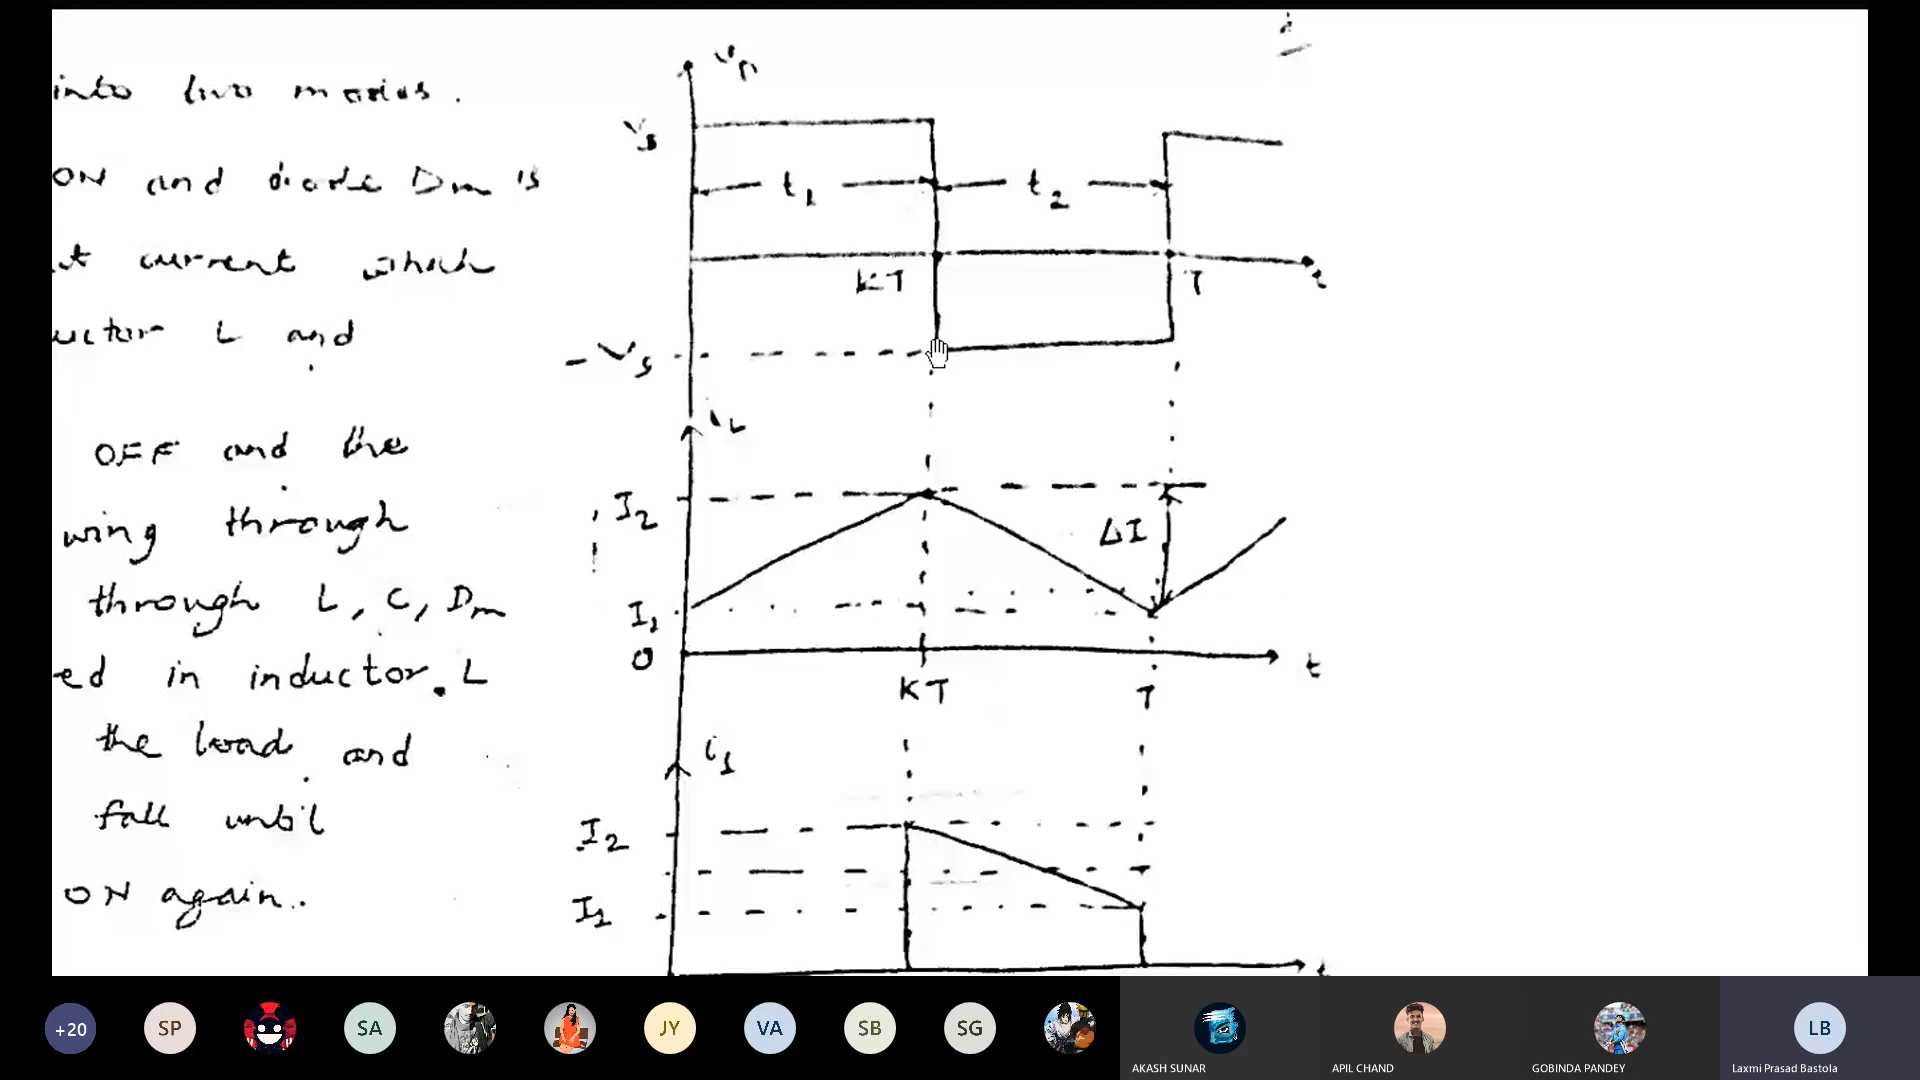 into two modes.
ON and diode Dm is
current which
L and
OFF and the
wing through
through L, C, Dm
ed in inductor L
the load and
fall until
ON again.
Vs
t1 t2
KT T t
-Vs
iL
I2
ΔI
I1
0
t
KT T
i1
I2
I1
t
+20 SP SA JY VA SB SG LB
AKASH SUNAR APIL CHAND GOBINDA PANDEY Laxmi Prasad Bastola